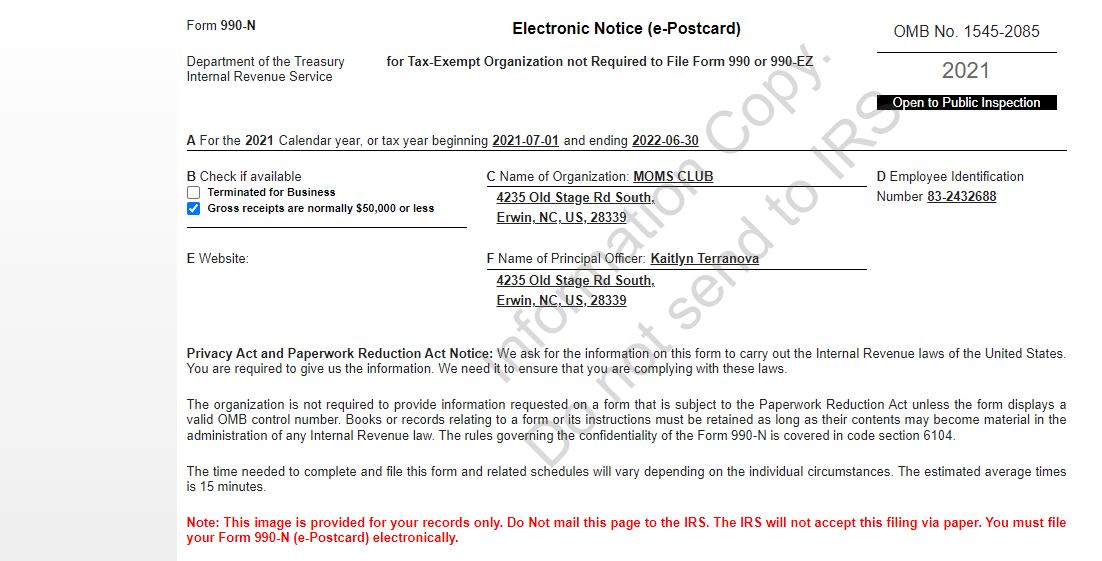 Form 990-N
Electronic Notice (e-Postcard)
OMB No. 1545-2085
Department of the Treasury
Internal Revenue Service
for Tax-Exempt Organization not Required to File Form 990 or 990-EZ
2021
Open to Public Inspection
A For the 2021 Calendar year, or tax year beginning 2021-07-01 and ending 2022-06-30
B Check if available
Terminated for Business
Gross receipts are normally $50,000 or less
C Name of Organization: MOMS CLUB
4235 Old Stage Rd South,
Erwin, NC, US, 28339
D Employee Identification
Number 83-2432688
E Website:
F Name of Principal Officer: Kaitlyn Terranova
4235 Old Stage Rd South,
Erwin, NC, US, 28339
Privacy Act and Paperwork Reduction Act Notice: We ask for the information on this form to carry out the Internal Revenue laws of the United States.
You are required to give us the information. We need it to ensure that you are complying with these laws.
The organization is not required to provide information requested on a form that is subject to the Paperwork Reduction Act unless the form displays a
valid OMB control number. Books or records relating to a form or its instructions must be retained as long as their contents may become material in the
administration of any Internal Revenue law. The rules governing the confidentiality of the Form 990-N is covered in code section 6104.
The time needed to complete and file this form and related schedules will vary depending on the individual circumstances. The estimated average times
is 15 minutes.
Note: This image is provided for your records only. Do Not mail this page to the IRS. The IRS will not accept this filing via paper. You must file
your Form 990-N (e-Postcard) electronically.
Information Copy.
Do not send to IRS